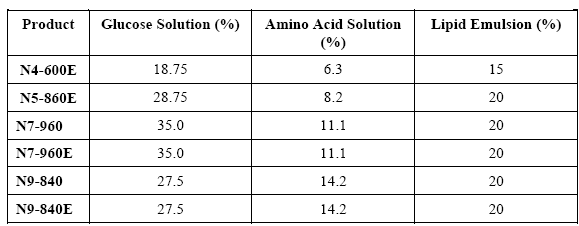 Product Glucose Solution (%) Amino Acid Solution (%) Lipid Emulsion (%)
N4-600E 18.75 6.3 15
N5-860E 28.75 8.2 20
N7-960 35.0 11.1 20
N7-960E 35.0 11.1 20
N9-840 27.5 14.2 20
N9-840E 27.5 14.2 20